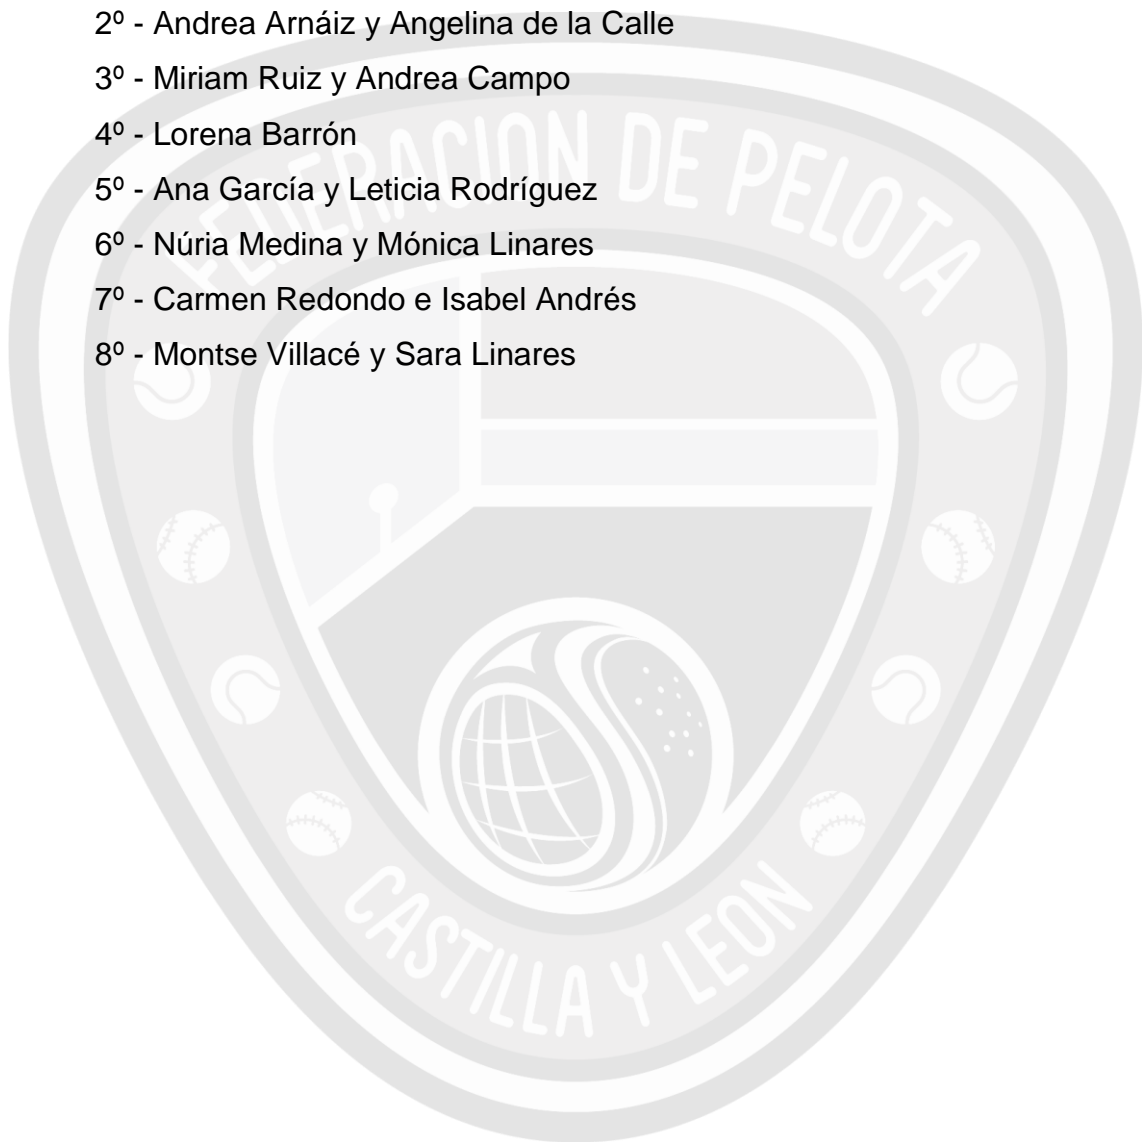 2º - Andrea Arnáiz y Angelina de la Calle
3º - Miriam Ruiz y Andrea Campo
4º - Lorena Barrón
5º - Ana García y Leticia Rodríguez
6º - Núria Medina y Mónica Linares
7º - Carmen Redondo e Isabel Andrés
8º - Montse Villacé y Sara Linares
FEDERACION DE PELOTA
CASTILLA Y LEON